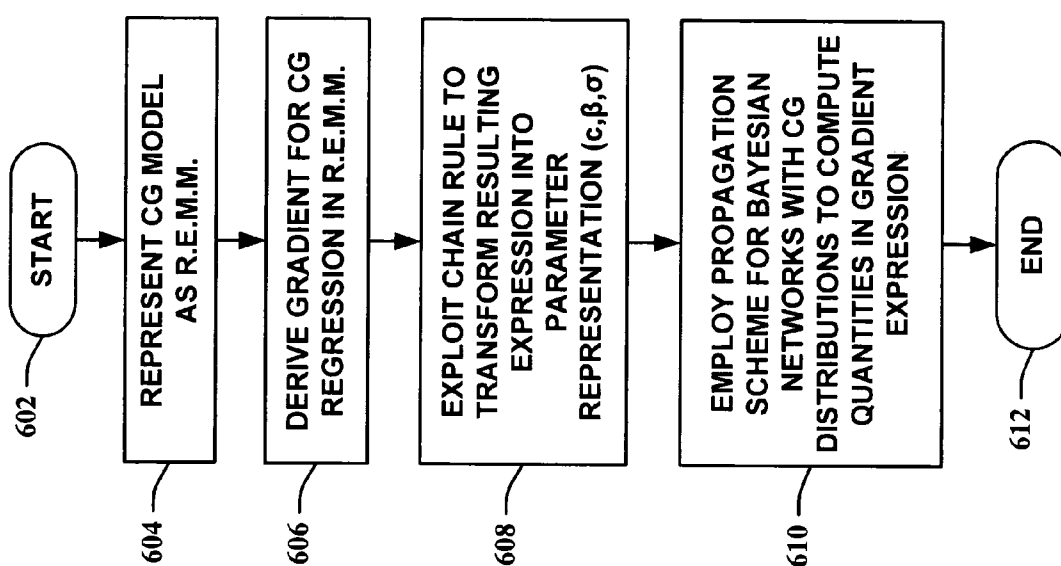 602
START
604
REPRESENT CG MODEL
AS R.E.M.M.
606
DERIVE GRADIENT FOR CG
REGRESSION IN R.E.M.M.
608
EXPLOIT CHAIN RULE TO
TRANSFORM RESULTING
EXPRESSION INTO
PARAMETER
REPRESENTATION (c,β,σ)
610
EMPLOY PROPAGATION
SCHEME FOR BAYESIAN
NETWORKS WITH CG
DISTRIBUTIONS TO COMPUTE
QUANTITIES IN GRADIENT
EXPRESSION
612
END